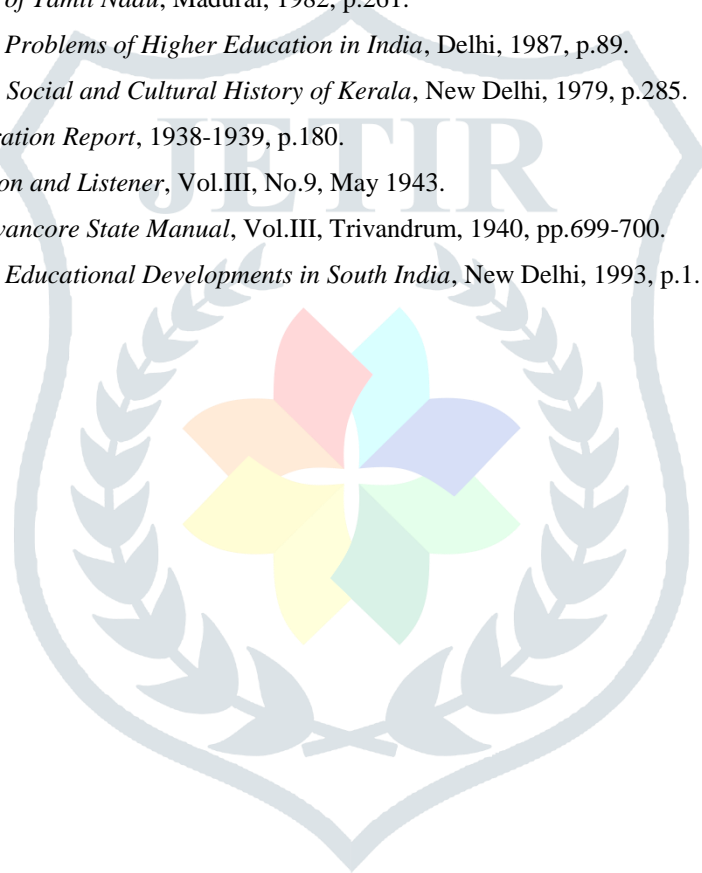 of Tamil Nadu, Madurai, 1982, p.261.
Problems of Higher Education in India, Delhi, 1987, p.89.
Social and Cultural History of Kerala, New Delhi, 1979, p.285.
ration Report, 1938-1939, p.180.
on and Listener, Vol.III, No.9, May 1943.
vancore State Manual, Vol.III, Trivandrum, 1940, pp.699-700.
Educational Developments in South India, New Delhi, 1993, p.1.
JETIR